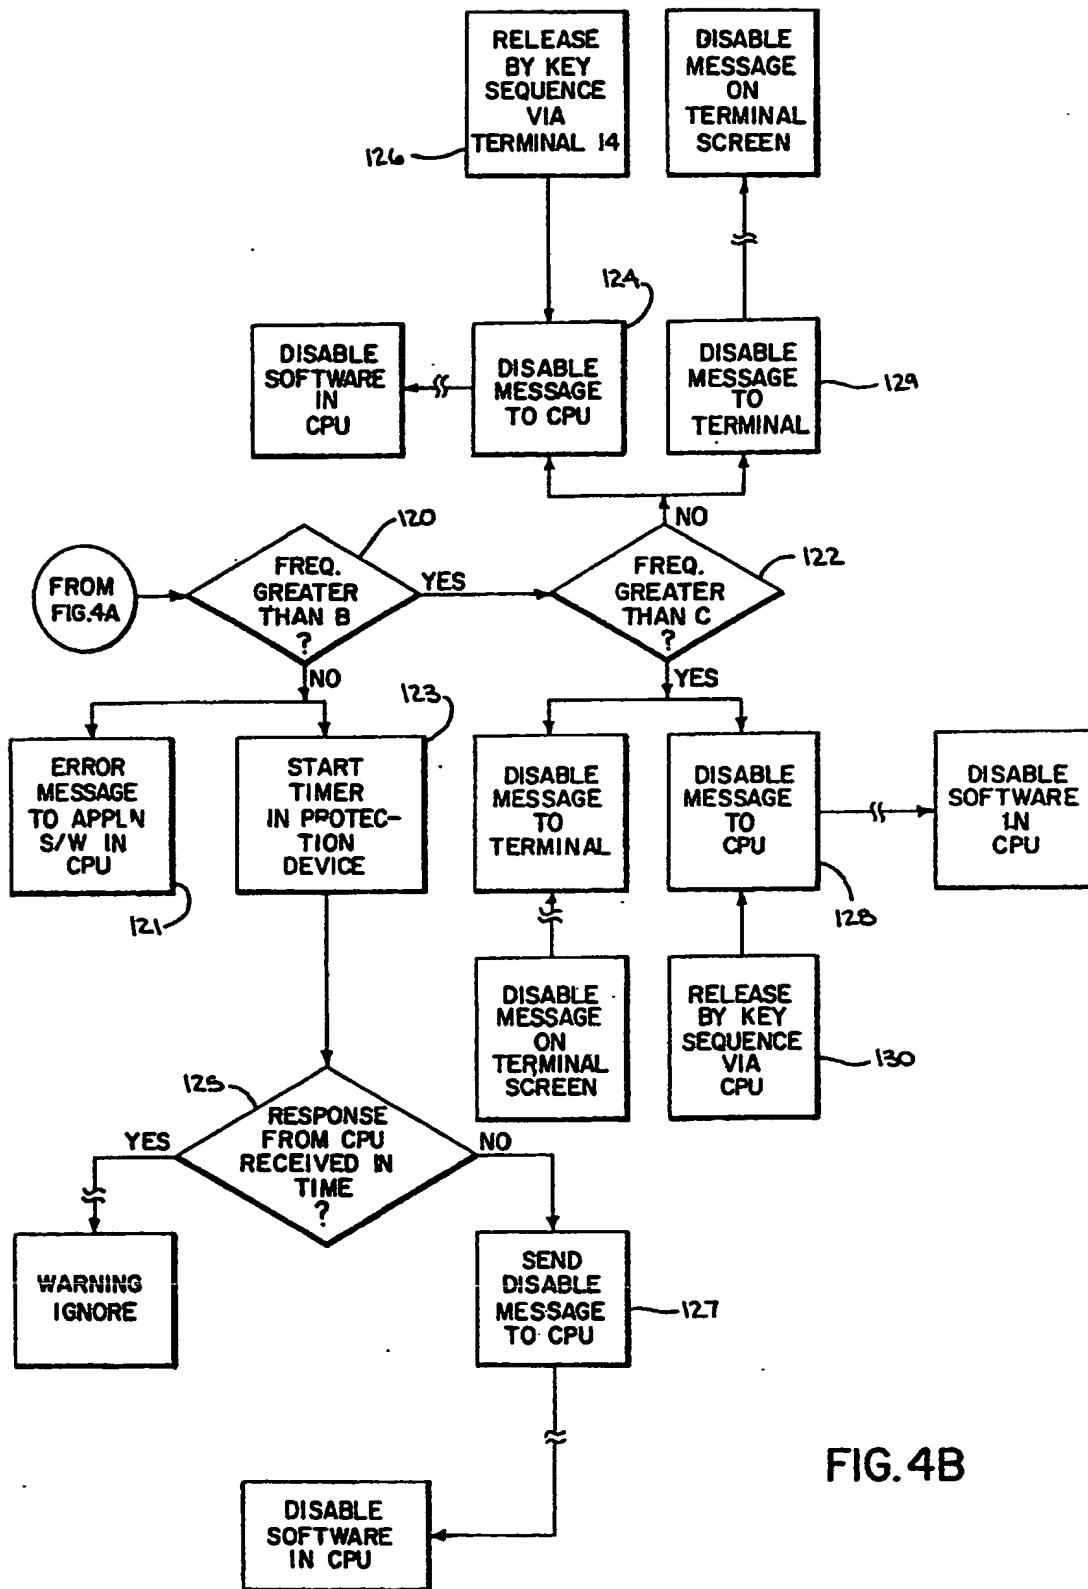 RELEASE
BY KEY
SEQUENCE
VIA
TERMINAL 14
126
DISABLE
MESSAGE
ON
TERMINAL
SCREEN
124
DISABLE
SOFTWARE
IN
CPU
DISABLE
MESSAGE
TO CPU
DISABLE
MESSAGE
TO
TERMINAL
129
FROM
FIG.4A
120
FREQ.
GREATER
THAN B
?
YES
NO
122
FREQ.
GREATER
THAN C
?
NO
YES
ERROR
MESSAGE
TO APPLN
S/W IN
CPU
121
123
START
TIMER
IN PROTEC-
TION
DEVICE
DISABLE
MESSAGE
TO
TERMINAL
DISABLE
MESSAGE
TO
CPU
128
DISABLE
SOFTWARE
IN
CPU
DISABLE
MESSAGE
ON
TERMINAL
SCREEN
RELEASE
BY KEY
SEQUENCE
VIA
CPU
130
125
RESPONSE
FROM CPU
RECEIVED IN
TIME
?
YES
NO
WARNING
IGNORE
SEND
DISABLE
MESSAGE
TO CPU
127
DISABLE
SOFTWARE
IN CPU
FIG. 4B